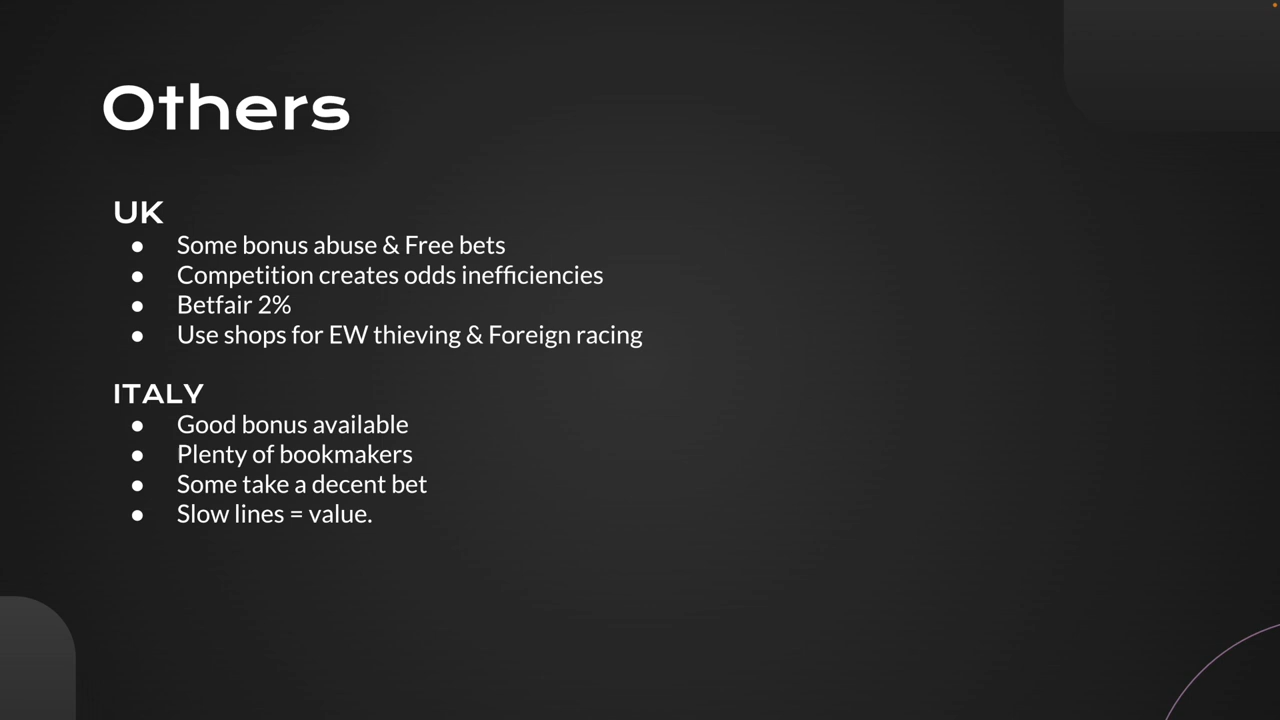 Others
UK
● Some bonus abuse & Free bets
● Competition creates odds inefficiencies
● Betfair 2%
● Use shops for EW thieving & Foreign racing
ITALY
● Good bonus available
● Plenty of bookmakers
● Some take a decent bet
● Slow lines = value.